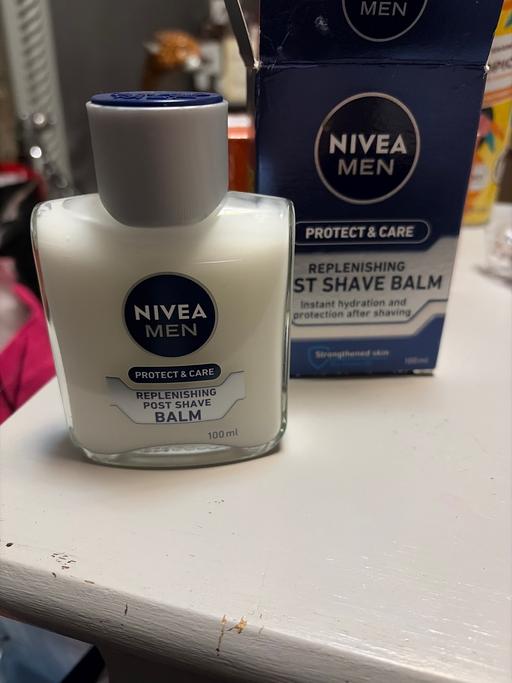 MEN
NIVEA
MEN
PROTECT & CARE
REPLENISHING
ST SHAVE BALM
Instant hydration and
protection after shaving
Strengthened skin
100ml
NIVEA
MEN
PROTECT & CARE
REPLENISHING
POST SHAVE
BALM
100 ml